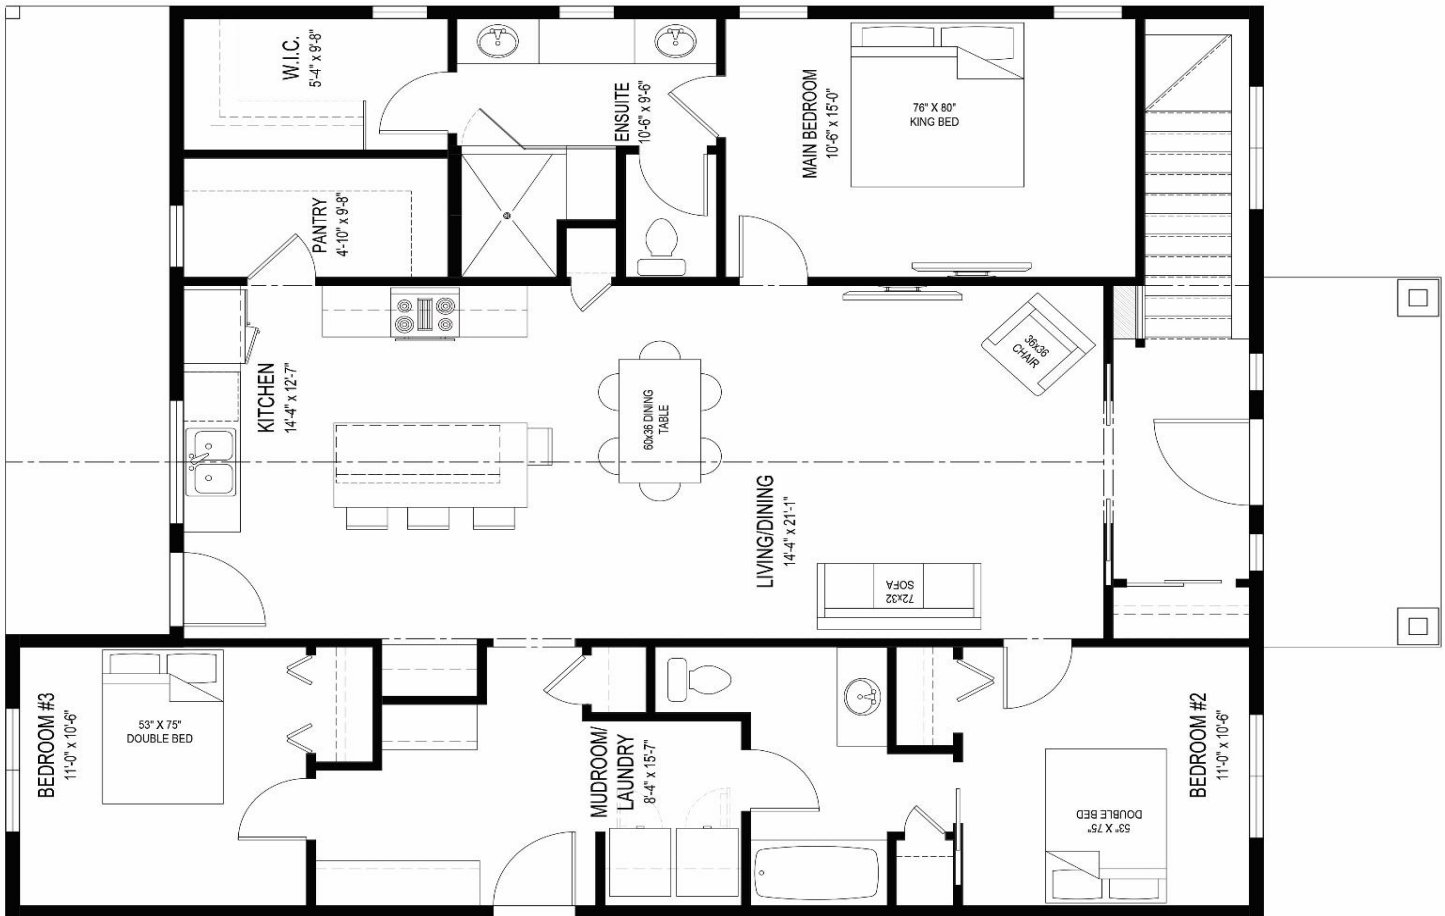 W.I.C.
5'-4" x 9'-8"
ENSUITE
10'-6" x 9'-6"
MAIN BEDROOM
10'-6" x 15'-0"
76" X 80"
KING BED
PANTRY
4'-10" x 9'-8"
KITCHEN
14'-4" x 12'-7"
60x36 DINING
TABLE
36x36
CHAIR
LIVING/DINING
14'-4" x 21'-1"
72x32
SOFA
BEDROOM #3
11'-0" x 10'-6"
53" X 75"
DOUBLE BED
MUDROOM/
LAUNDRY
8'-4" x 15'-7"
53" X 75"
DOUBLE BED
BEDROOM #2
11'-0" x 10'-6"